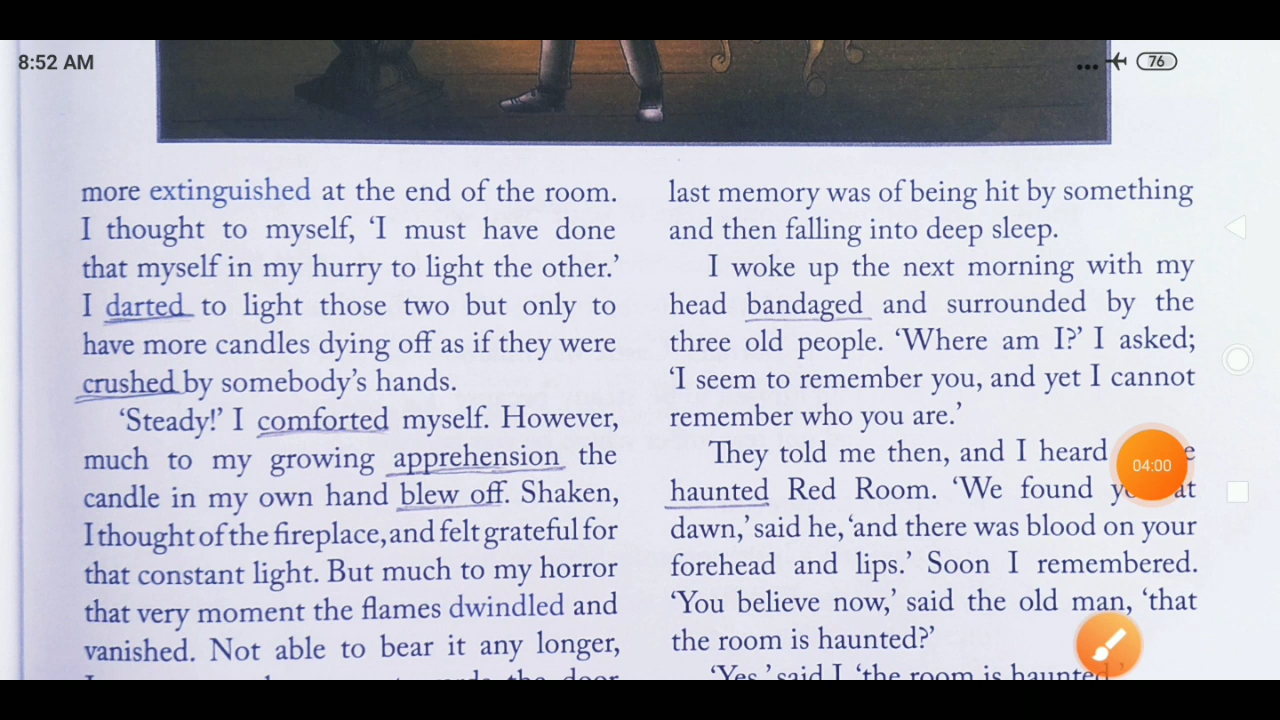 8:52 AM
76
more extinguished at the end of the room.
I thought to myself, ‘I must have done
that myself in my hurry to light the other.’
I darted to light those two but only to
have more candles dying off as if they were
crushed by somebody’s hands.
‘Steady!’ I comforted myself. However,
much to my growing apprehension the
candle in my own hand blew off. Shaken,
I thought of the fireplace, and felt grateful for
that constant light. But much to my horror
that very moment the flames dwindled and
vanished. Not able to bear it any longer,
the door
last memory was of being hit by something
and then falling into deep sleep.
I woke up the next morning with my
head bandaged and surrounded by the
three old people. ‘Where am I?’ I asked;
‘I seem to remember you, and yet I cannot
remember who you are.’
They told me then, and I heard
haunted Red Room. ‘We found at
dawn,’ said he, ‘and there was blood on your
forehead and lips.’ Soon I remembered.
‘You believe now,’ said the old man, ‘that
the room is haunted?’
‘Yes,’ said I, ‘the room is haunted.’
04:00